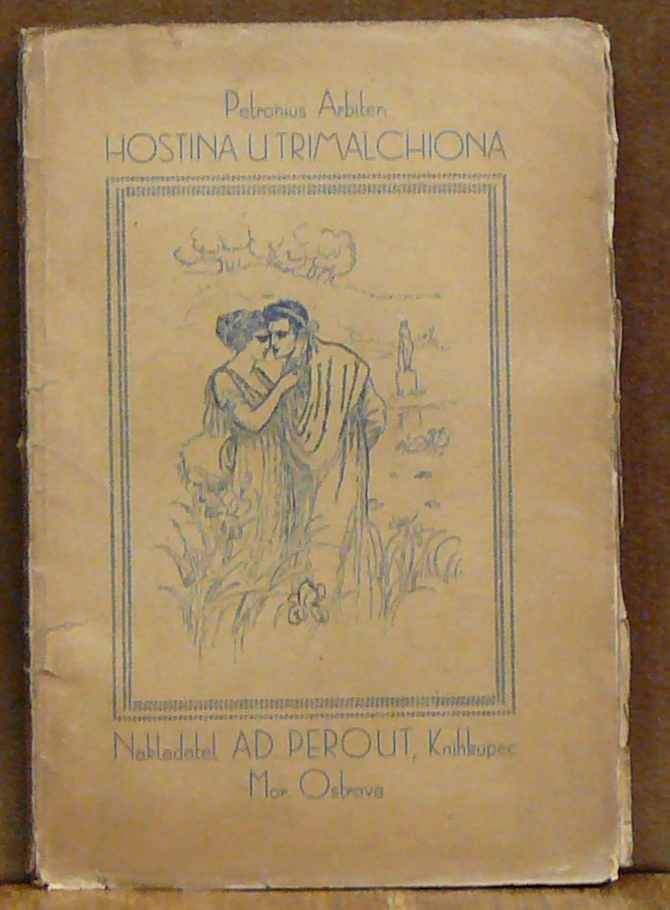 Petronius Arbiter
HOSTINA U TRIMALCHIONA
Nakladatel AD PEROUT, Knihkupec
Mor. Ostrava